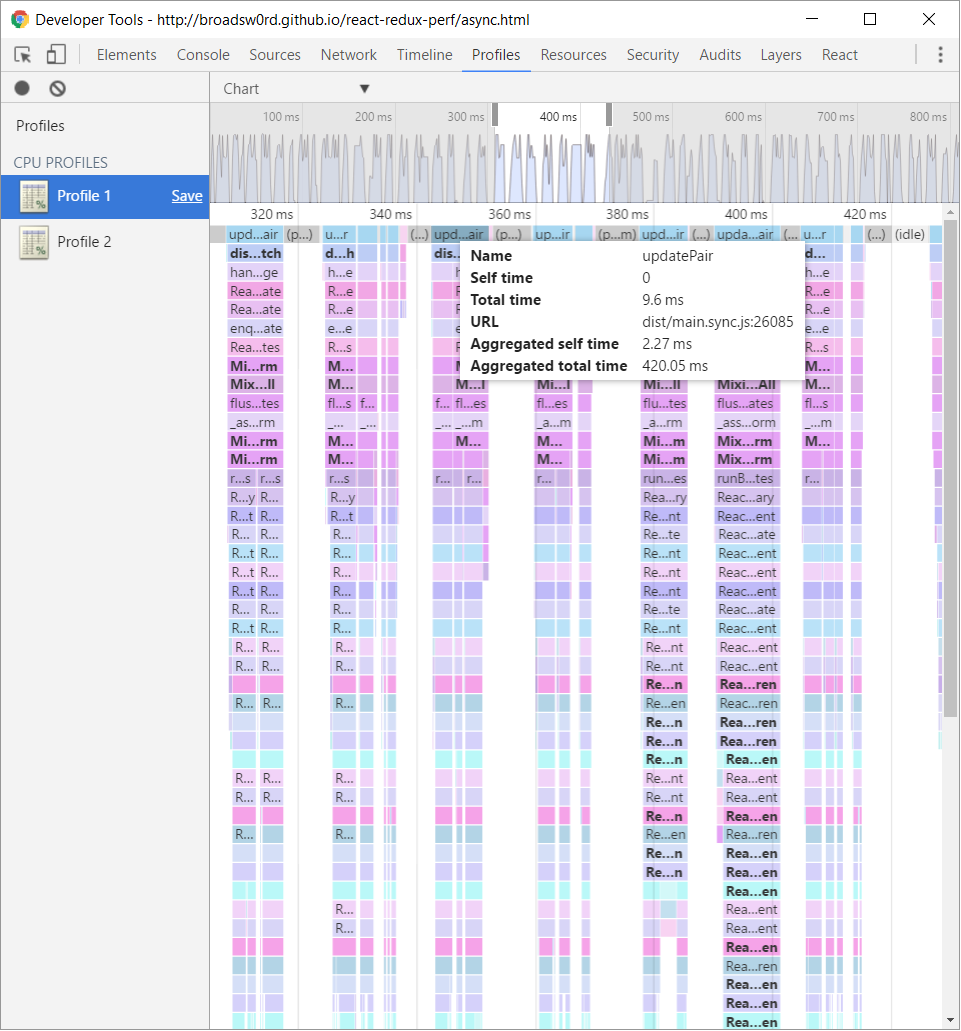 Developer Tools - http://broadsw0rd.github.io/react-redux-perf/async.html
Elements Console Sources Network Timeline Profiles Resources Security Audits Layers React
Chart ▼
Profiles
CPU PROFILES
Profile 1 Save
Profile 2
100 ms 200 ms 300 ms 400 ms 500 ms 600 ms 700 ms 800 ms
320 ms 340 ms 360 ms 380 ms 400 ms 420 ms
upd...air (p...) u...r (...) upd...air (p...) up...ir (p...m) upd...ir (...) upda...air (... u...r (...) (idle)
dis...tch d...h dis... d...
han...ge h...e h...e
Rea...ate R...e R...e
Rea...ate R...e R...e
enq...ate e...e e...e
Rea...tes R...s R...s
Mi...rm M... M...
Mix...ll M... M...l M...l Mi...ll Mixi...All M...
flus...tes fl...s f... f... fl...es fl...es flu...tes flus...ates fl...s
_as...rm _... _... _... _...m _a...m _a...rm _ass...orm _...m
Mi...rm M... M... M... Mi...m Mix...rm M...
Mi...rm M... M... Mi...m Mix...rm
r...s r...s r...s r... r... r... run...es runB...tes r...
R...y R... R...y Rea...ry Reac...ary
R...t R... R...t Re...nt Reac...ent
R... R... R... Re...te Reac...ate
R...t R... R... Re...nt Reac...ent
R...t R... R... Re...nt Reac...ent
R...t R... R... Re...nt Reac...ent
R... R... R... Re...te Reac...ate
R...t R... R... Re...nt Reac...ent
R... R... R... Re...nt Reac...ent
R... R... R... Re...nt Reac...ent
Re...n Rea...ren
R... R... R... Re...en Reac...ren
Re...n Rea...ren
Re...n Rea...ren
Re...n Rea...en
R... R... R... Re...nt Rea...ent
R... R... R... Re...nt Rea...ent
Re...n Rea...en
R... R... Re...en Rea...ren
Re...n Rea...en
Re...n Rea...en
Rea...en
R... Rea...ent
R... Rea...ent
Rea...en
Rea...ren
Rea...en
Rea...en
Rea...en
Name updatePair
Self time 0
Total time 9.6 ms
URL dist/main.sync.js:26085
Aggregated self time 2.27 ms
Aggregated total time 420.05 ms